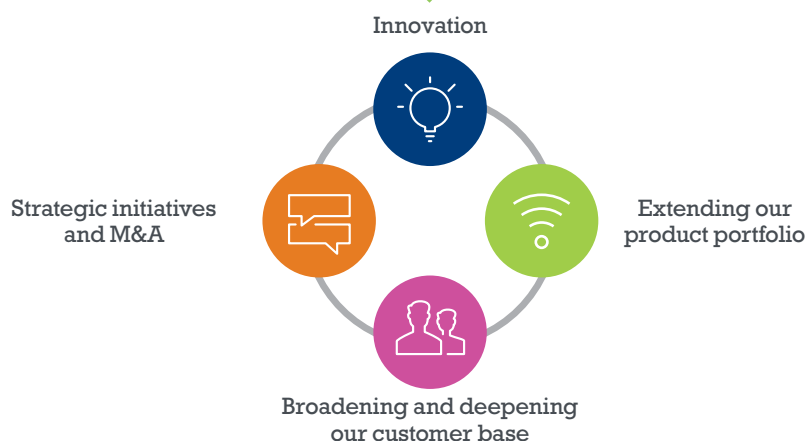 Innovation
Strategic initiatives
and M&A
Extending our
product portfolio
Broadening and deepening
our customer base